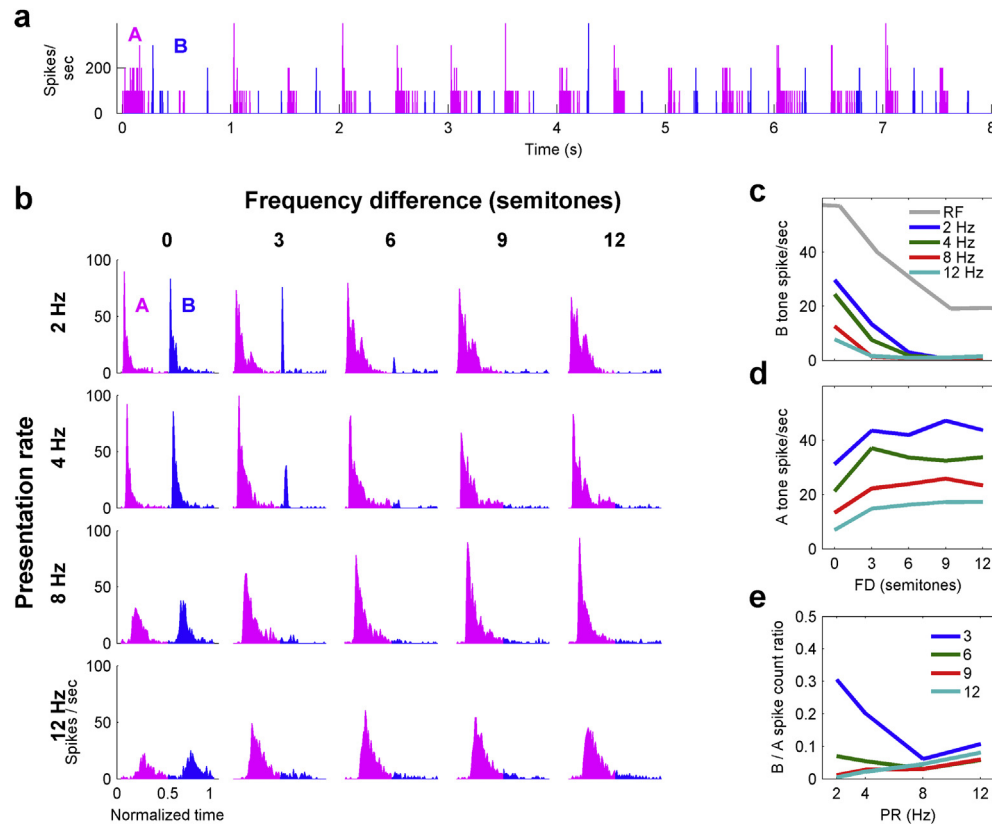 a
Spikes/
sec
200
0
A
B
0 1 2 3 4 5 6 7 8
Time (s)
b
Frequency difference (semitones)
0 3 6 9 12
Presentation rate
2 Hz
100
50
0
A
B
4 Hz
100
50
0
8 Hz
100
50
0
12 Hz
Spikes / sec
100
50
0
0 0.5 1
Normalized time
c
B tone spike/sec
40
20
0
RF
2 Hz
4 Hz
8 Hz
12 Hz
d
A tone spike/sec
40
20
0
0 3 6 9 12
FD (semitones)
e
B / A spike count ratio
0.5
0.4
0.3
0.2
0.1
0
3
6
9
12
2 4 8 12
PR (Hz)